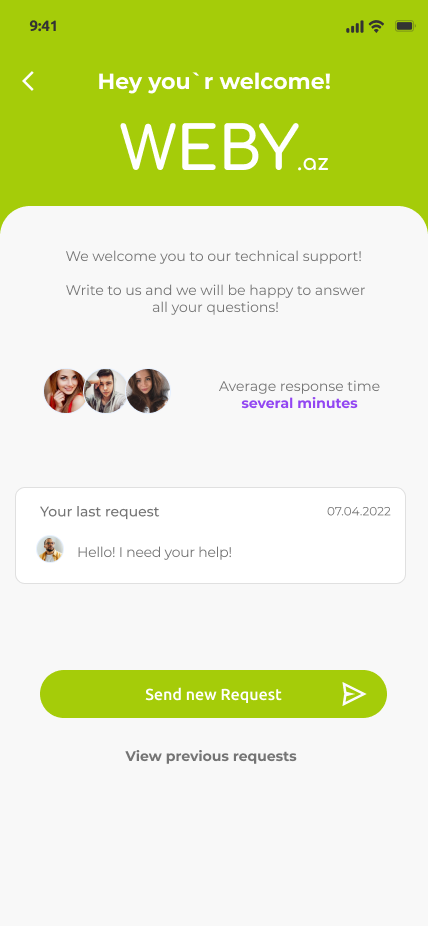 9:41
Hey you`r welcome!
WEBY.az
We welcome you to our technical support!
Write to us and we will be happy to answer
all your questions!
Average response time
several minutes
Your last request
07.04.2022
Hello! I need your help!
Send new Request
View previous requests